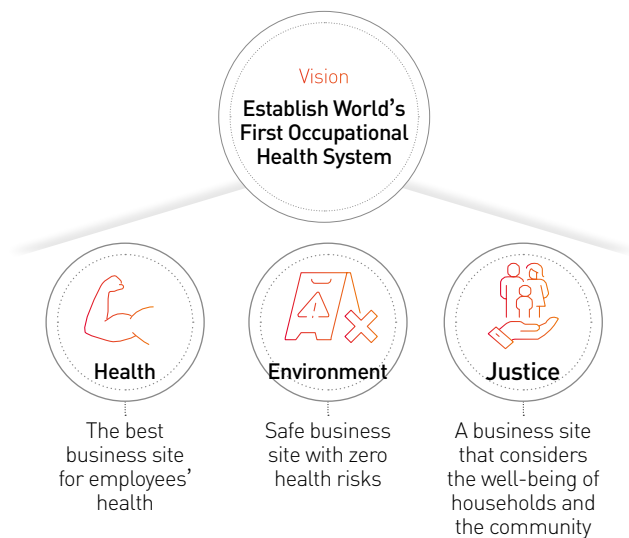 Vision
Establish World's
First Occupational
Health System
Health
The best
business site
for employees'
health
Environment
Safe business
site with zero
health risks
Justice
A business site
that considers
the well-being of
households and
the community